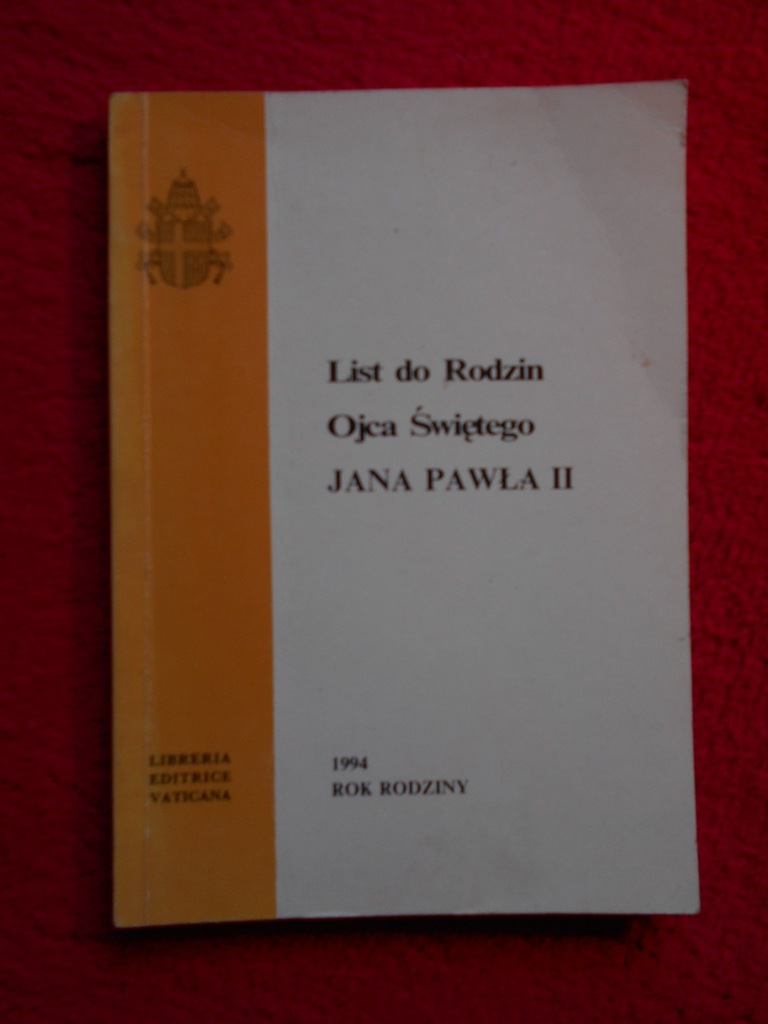 List do Rodzin
Ojca Świętego
JANA PAWŁA II
1994
ROK RODZINY
LIBRERIA
EDITRICE
VATICANA